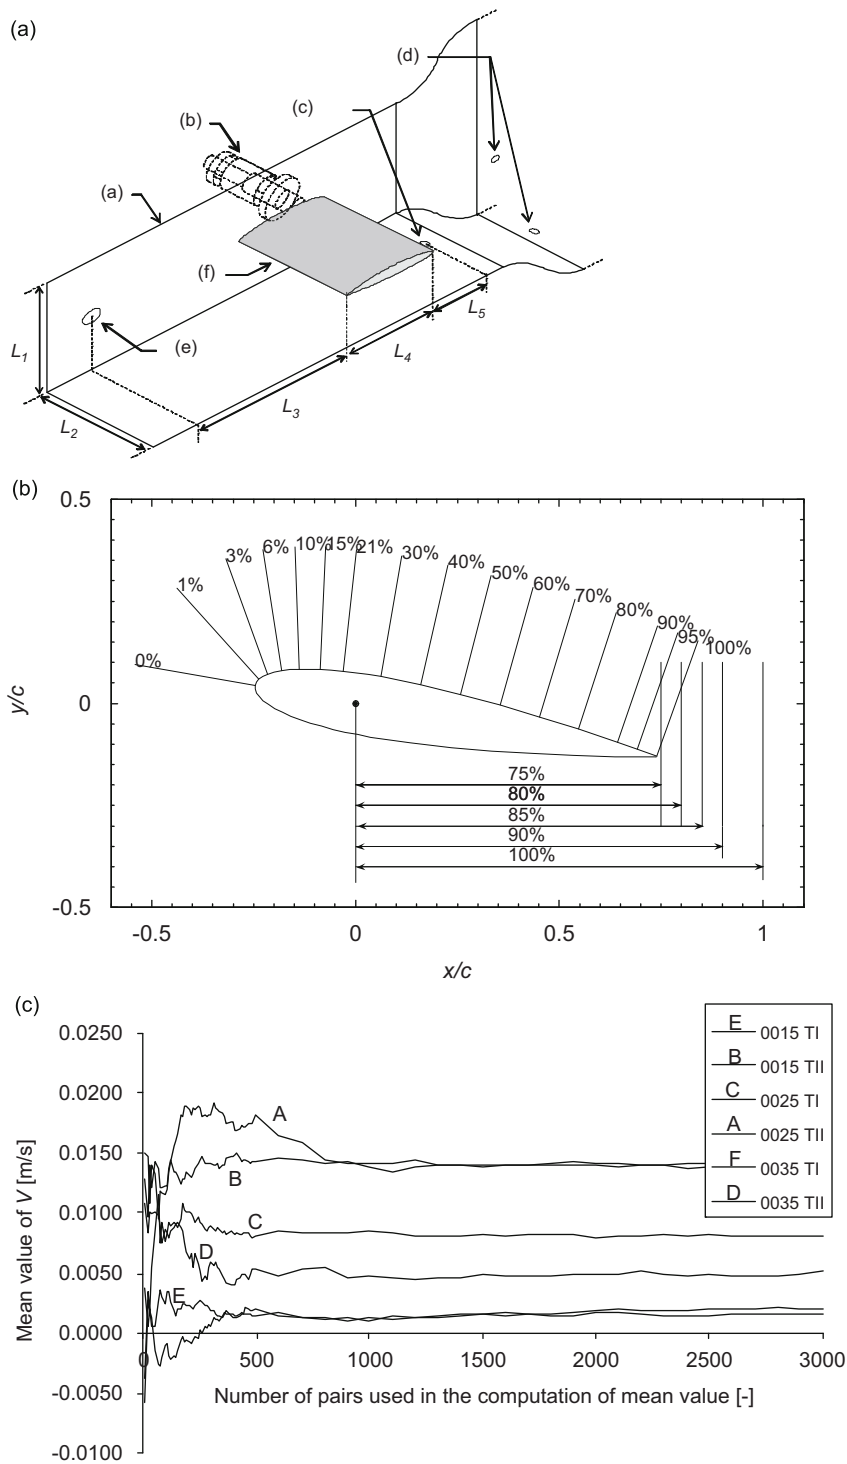 (a)
(d)
(c)
(b)
(a)
(f)
(e)
L1
L2
L3
L4
L5
(b)
0.5
0
-0.5
y/c
0%
1%
3%
6%
10%
15%
21%
30%
40%
50%
60%
70%
80%
90%
95%
100%
75%
80%
85%
90%
100%
-0.5
0
0.5
1
x/c
(c)
0.0250
0.0200
0.0150
0.0100
0.0050
0.0000
-0.0050
-0.0100
Mean value of V [m/s]
A
B
C
D
E
E 0015 TI
B 0015 TII
C 0025 TI
A 0025 TII
F 0035 TI
D 0035 TII
0
500
1000
1500
2000
2500
3000
Number of pairs used in the computation of mean value [-]